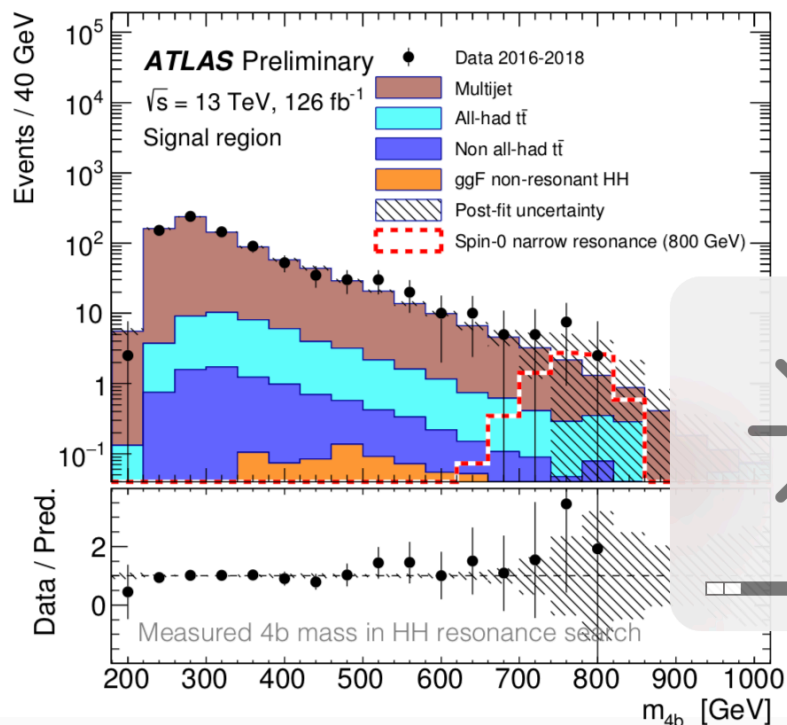 ATLAS Preliminary
√s = 13 TeV, 126 fb⁻¹
Signal region
Data 2016-2018
Multijet
All-had tt̄
Non all-had tt̄
ggF non-resonant HH
Post-fit uncertainty
Spin-0 narrow resonance (800 GeV)
Events / 40 GeV
10⁵
10⁴
10³
10²
10
1
10⁻¹
Data / Pred.
2
0
Measured 4b mass in HH resonance search
200 300 400 500 600 700 800 900 1000
m₄b [GeV]